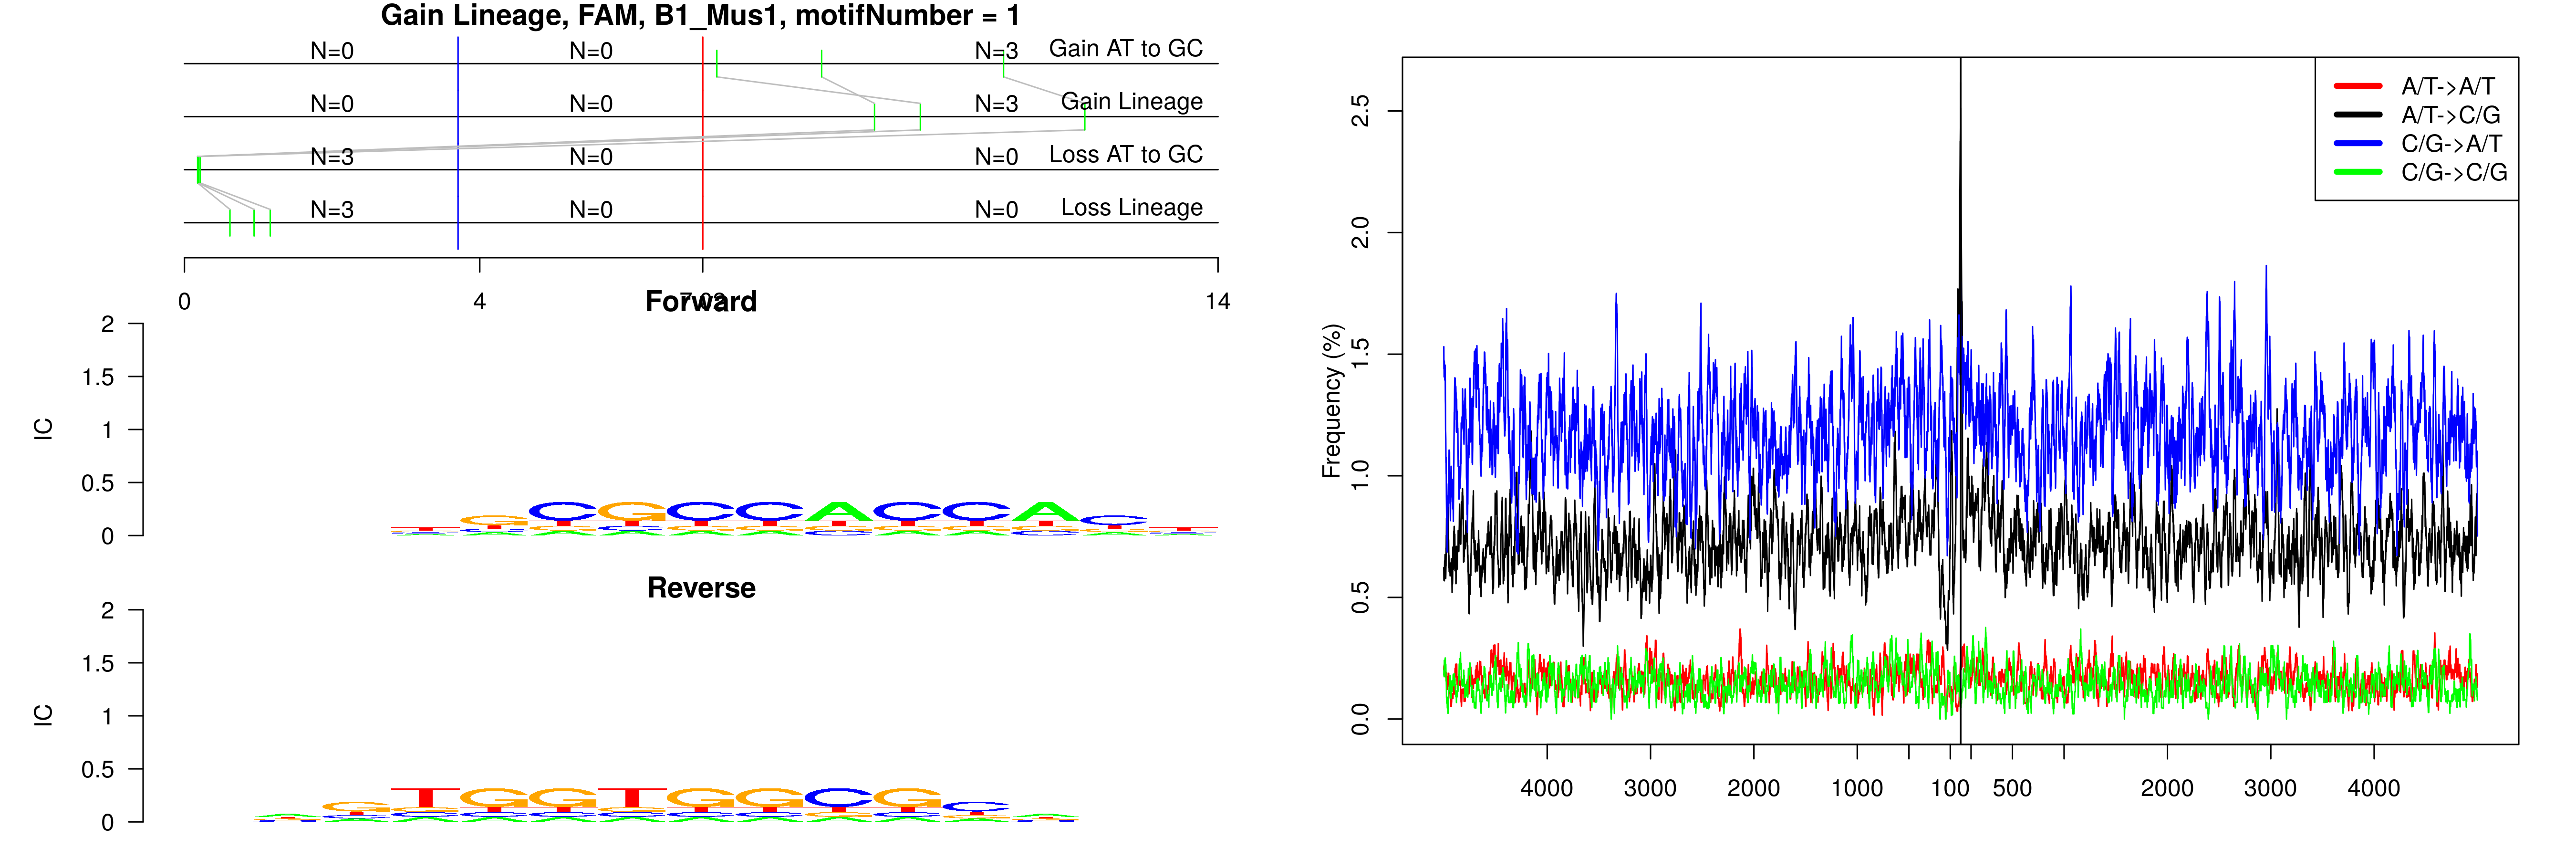 Gain Lineage, FAM, B1_Mus1, motifNumber = 1
N=0 N=0 N=3 Gain AT to GC
N=0 N=0 N=3 Gain Lineage
N=3 N=0 N=0 Loss AT to GC
N=3 N=0 N=0 Loss Lineage
0 4 14
Forward
2
1.5
1
0.5
0
IC
G C G C C A C C A C
Reverse
2
1.5
1
0.5
0
IC
G T G G T G G C G C
2.5
2.0
1.5
1.0
0.5
0.0
Frequency (%)
A/T->A/T
A/T->C/G
C/G->A/T
C/G->C/G
4000 3000 2000 1000 100 500 2000 3000 4000